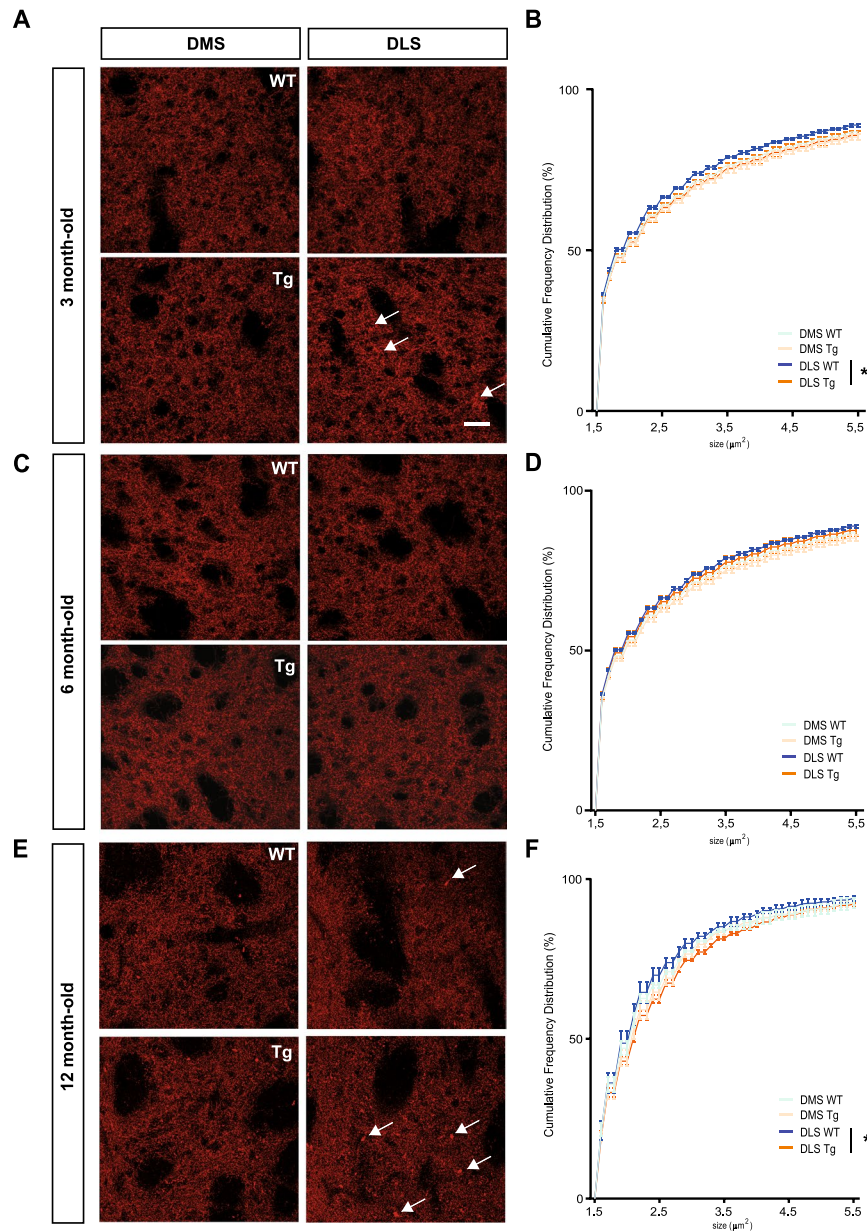 A
DMS
DLS
3 month-old
WT
Tg
B
Cumulative Frequency Distribution (%)
100
50
0
DMS WT
DMS Tg
DLS WT
DLS Tg
*
1,5 2,5 3,5 4,5 5,5
size (µm²)
C
6 month-old
WT
Tg
D
Cumulative Frequency Distribution (%)
100
50
0
DMS WT
DMS Tg
DLS WT
DLS Tg
1,5 2,5 3,5 4,5 5,5
size (µm²)
E
12 month-old
WT
Tg
F
Cumulative Frequency Distribution (%)
100
50
0
DMS WT
DMS Tg
DLS WT
DLS Tg
*
1.5 2.5 3.5 4.5 5.5
size (µm²)